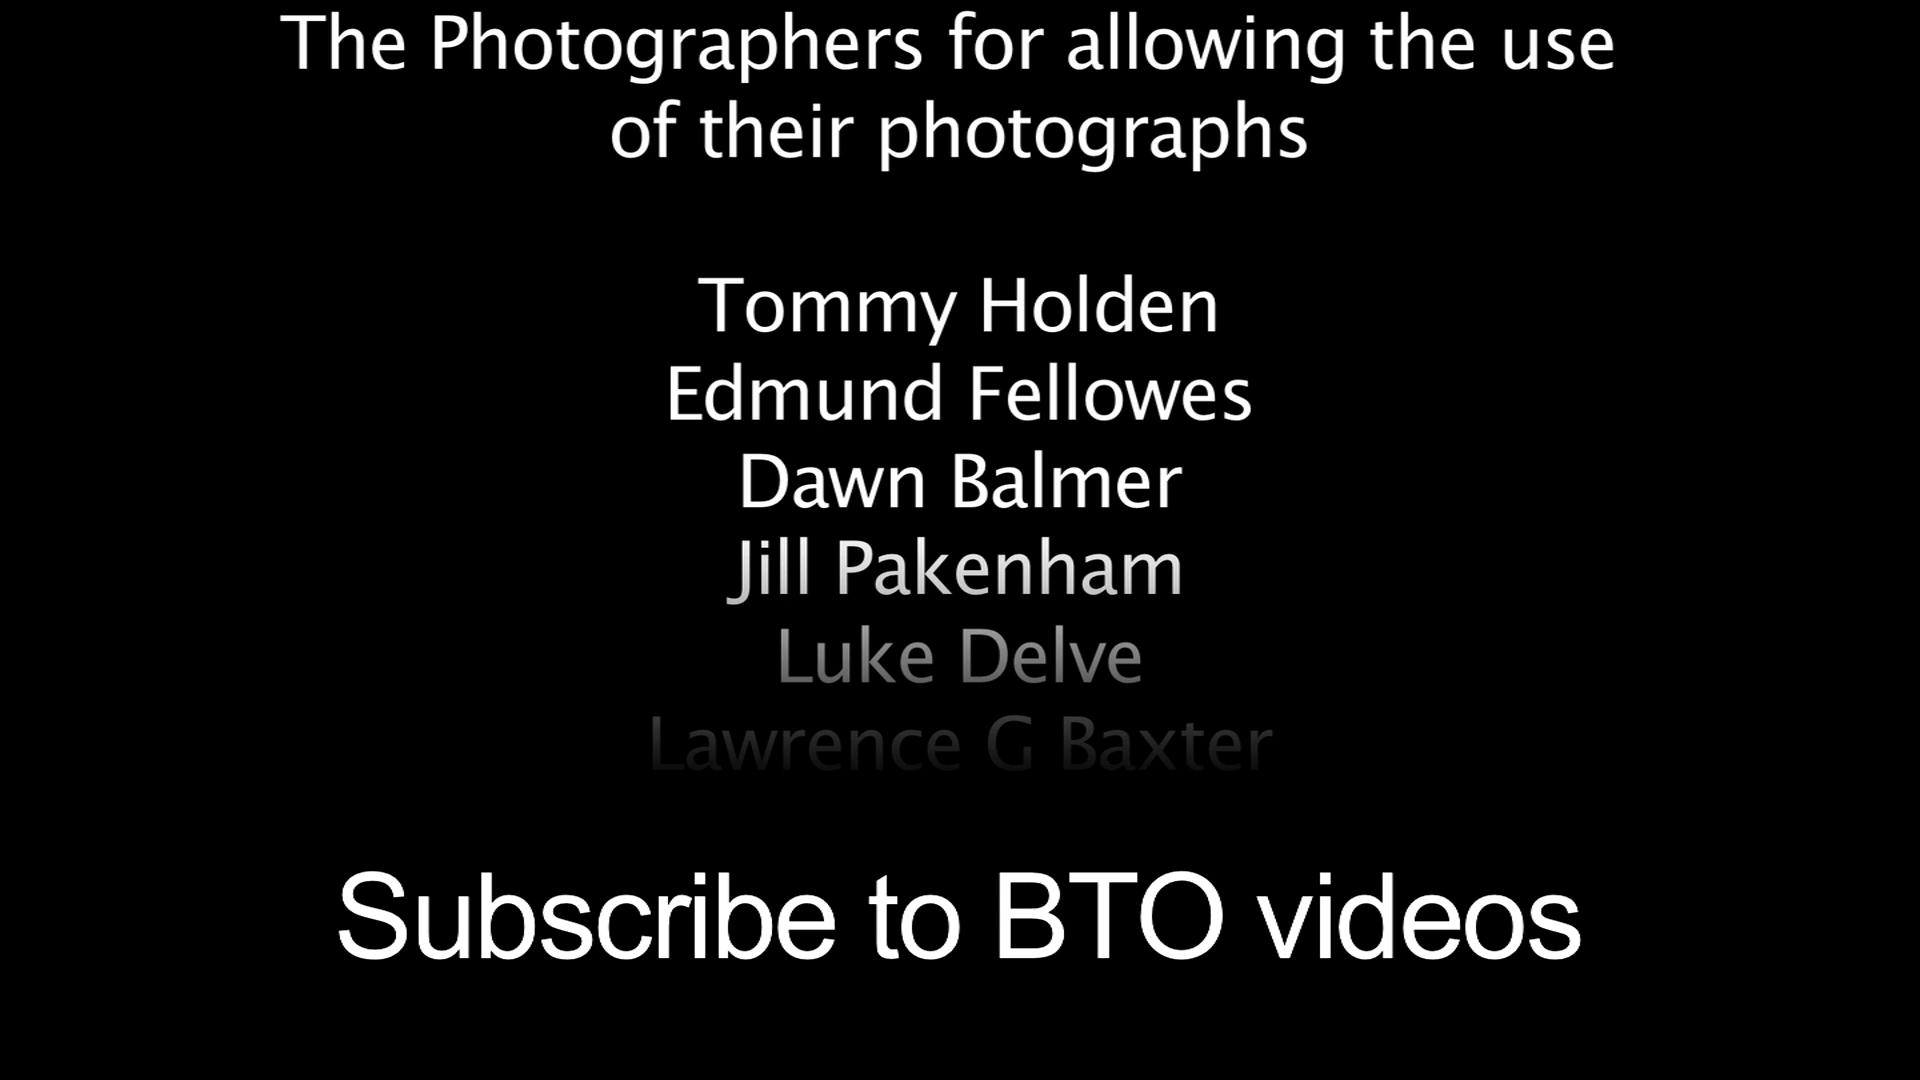 The Photographers for allowing the use
of their photographs
Tommy Holden
Edmund Fellowes
Dawn Balmer
Jill Pakenham
Luke Delve
Lawrence G Baxter
Subscribe to BTO videos